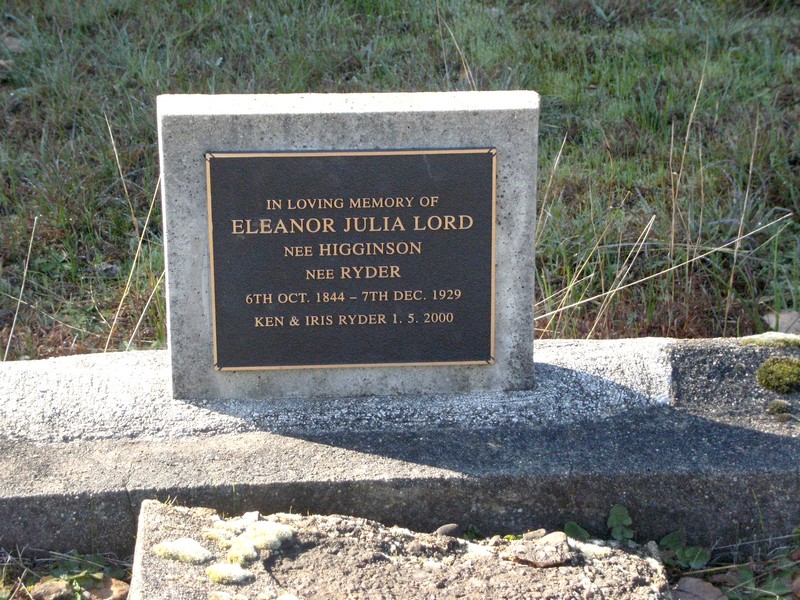 IN LOVING MEMORY OF
ELEANOR JULIA LORD
NEE HIGGINSON
NEE RYDER
6TH OCT. 1844 – 7TH DEC. 1929
KEN & IRIS RYDER 1. 5. 2000